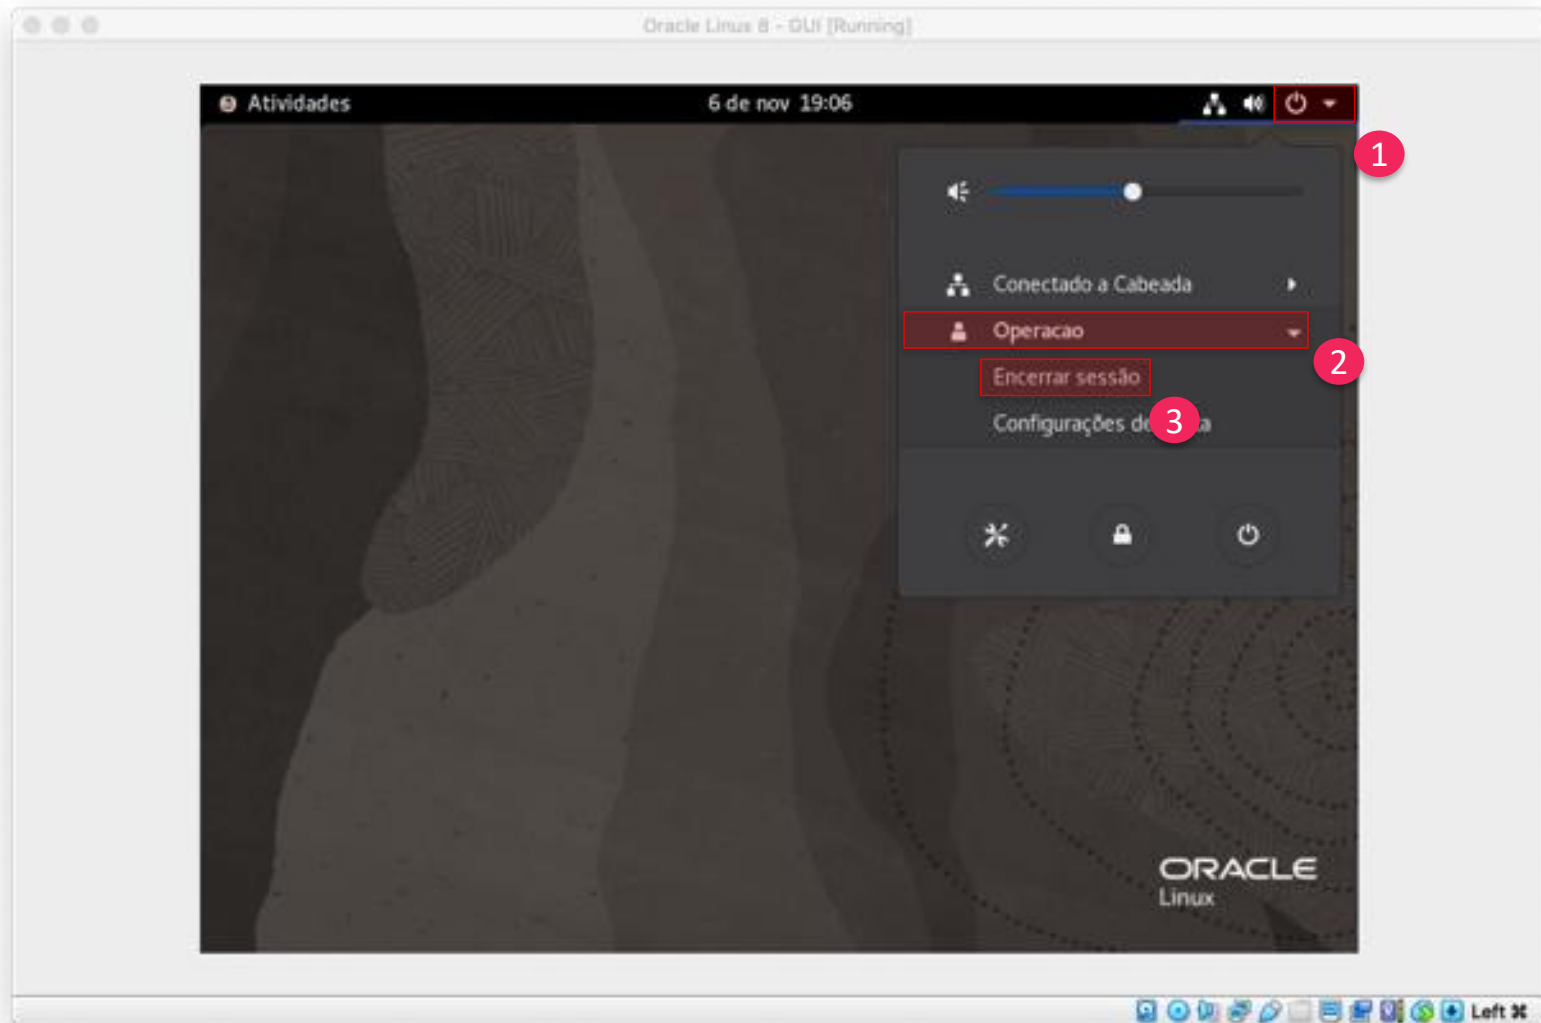 Oracle Linux 8 - GUI [Running]
Atividades
6 de nov 19:06
1
Conectado a Cabeada
Operacao
2
Encerrar sessão
3
Configurações de
ORACLE
Linux
Left ⌘